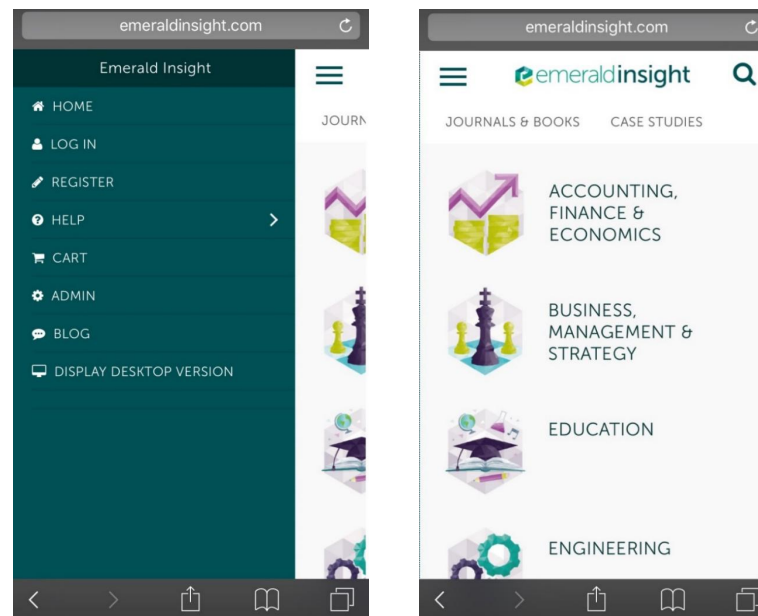 emeraldinsight.com
Emerald Insight
HOME
LOG IN
REGISTER
HELP
CART
ADMIN
BLOG
DISPLAY DESKTOP VERSION
JOURN
emeraldinsight.com
emeraldinsight
JOURNALS & BOOKS CASE STUDIES
ACCOUNTING,
FINANCE &
ECONOMICS
BUSINESS,
MANAGEMENT &
STRATEGY
EDUCATION
ENGINEERING